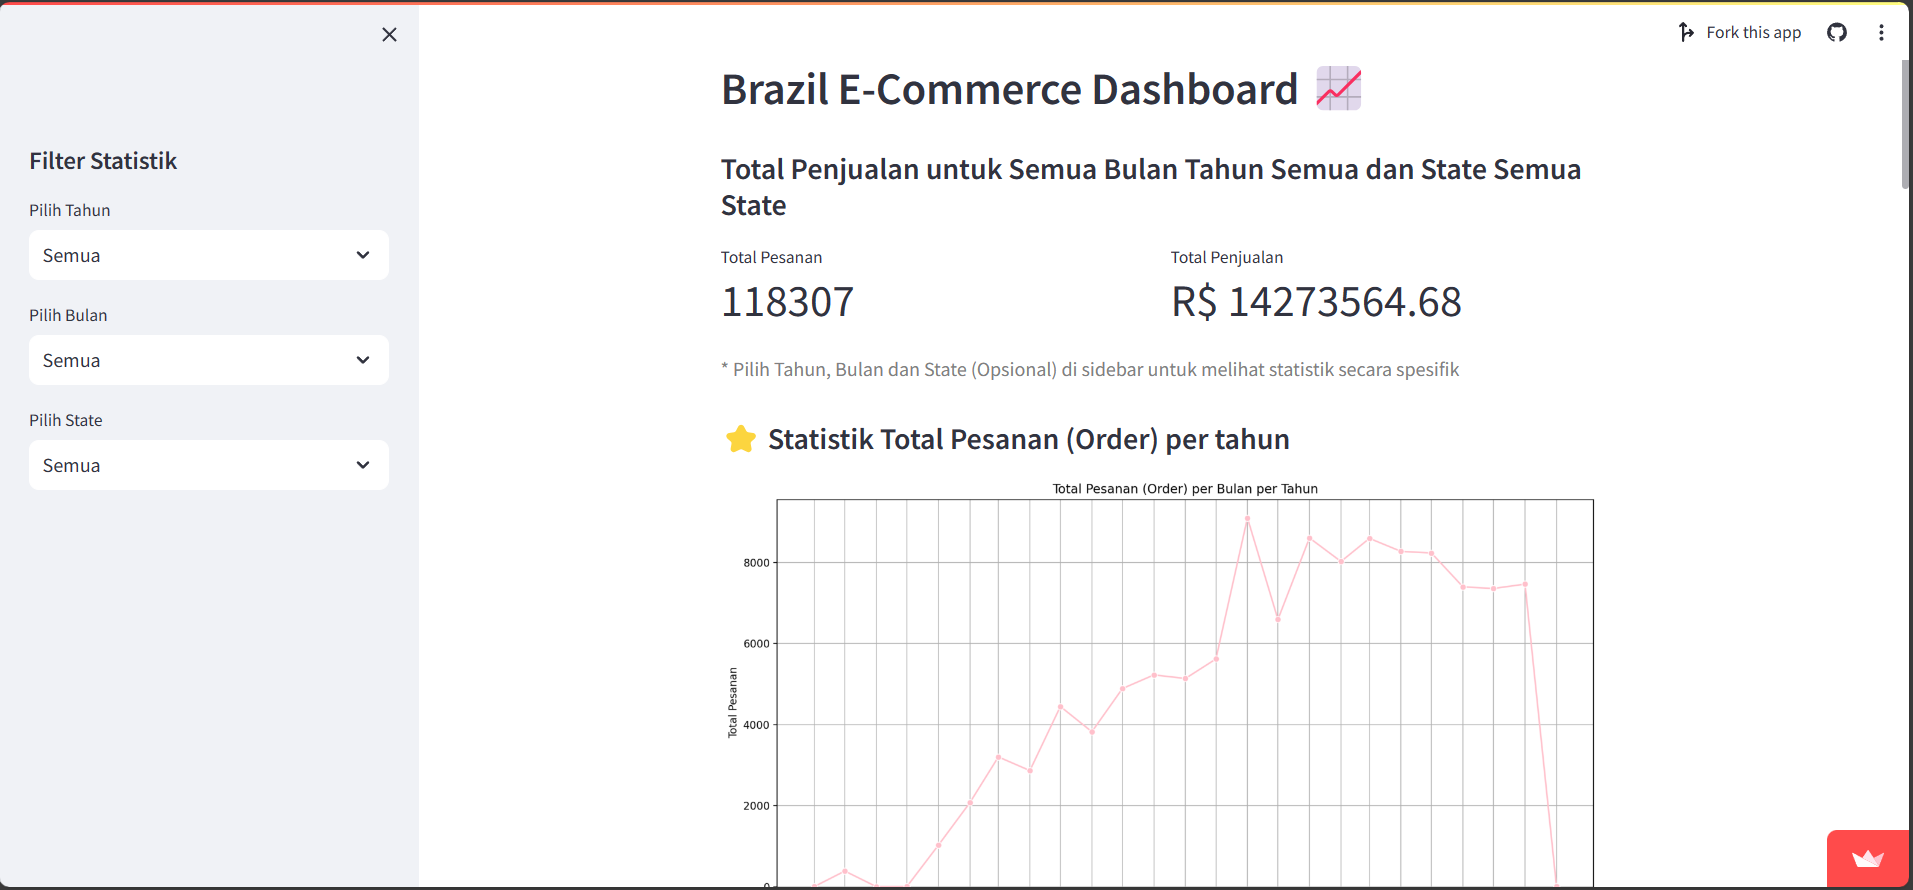 Fork this app
Filter Statistik
Pilih Tahun
Semua
Pilih Bulan
Semua
Pilih State
Semua
Brazil E-Commerce Dashboard
Total Penjualan untuk Semua Bulan Tahun Semua dan State Semua
State
Total Pesanan
118307
Total Penjualan
R$ 14273564.68
* Pilih Tahun, Bulan dan State (Opsional) di sidebar untuk melihat statistik secara spesifik
Statistik Total Pesanan (Order) per tahun
Total Pesanan (Order) per Bulan per Tahun
Total Pesanan
8000
6000
4000
2000
0